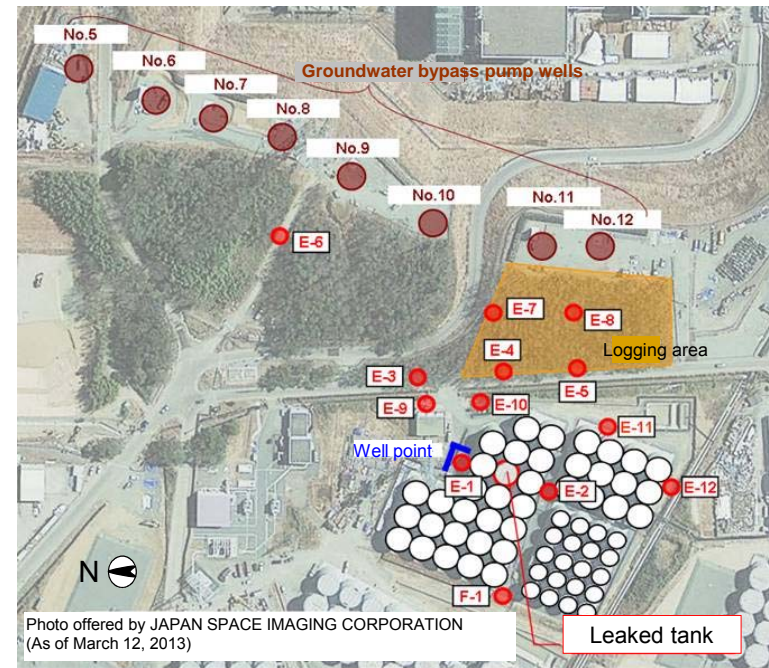 No.5
No.6
No.7
Groundwater bypass pump wells
No.8
No.9
No.10
No.11
No.12
E-6
E-7
E-8
E-4
Logging area
E-3
E-5
E-9
E-10
E-11
Well point
E-1
E-2
E-12
N
F-1
Photo offered by JAPAN SPACE IMAGING CORPORATION
(As of March 12, 2013)
Leaked tank